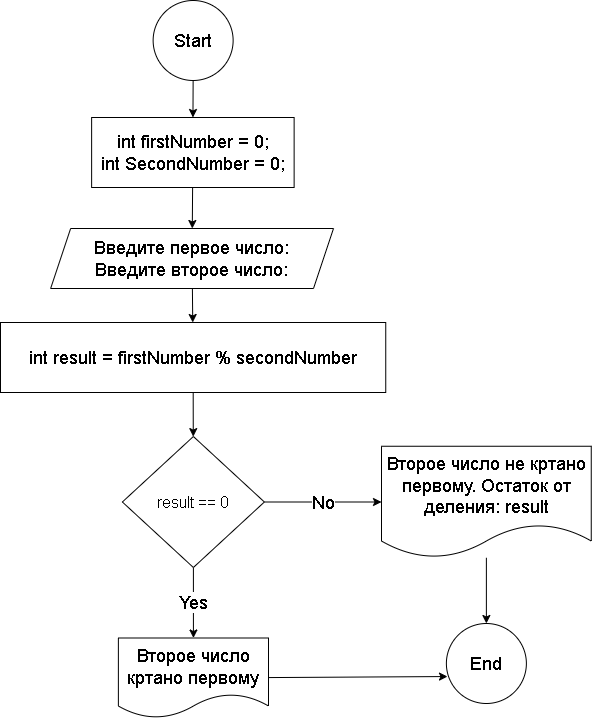 Start
int firstNumber = 0;
int SecondNumber = 0;
Введите первое число:
Введите второе число:
int result = firstNumber % secondNumber
result == 0
No
Второе число не кртано
первому. Остаток от
деления: result
Yes
Второе число
кртано первому
End